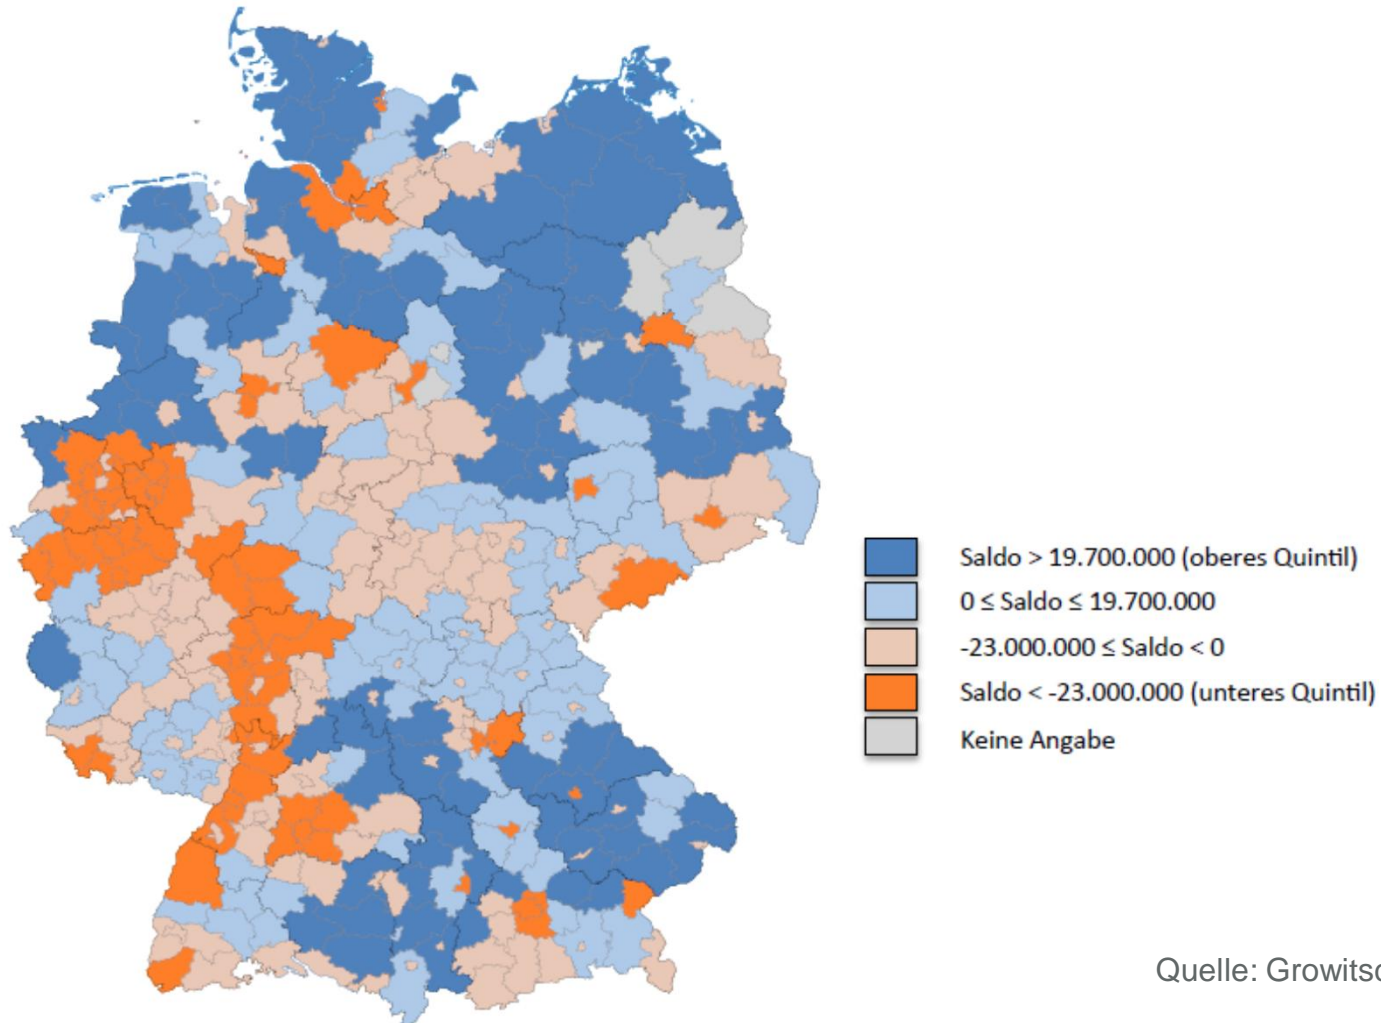 Saldo > 19.700.000 (oberes Quintil)
0 ≤ Saldo ≤ 19.700.000
-23.000.000 ≤ Saldo < 0
Saldo < -23.000.000 (unteres Quintil)
Keine Angabe
Quelle: